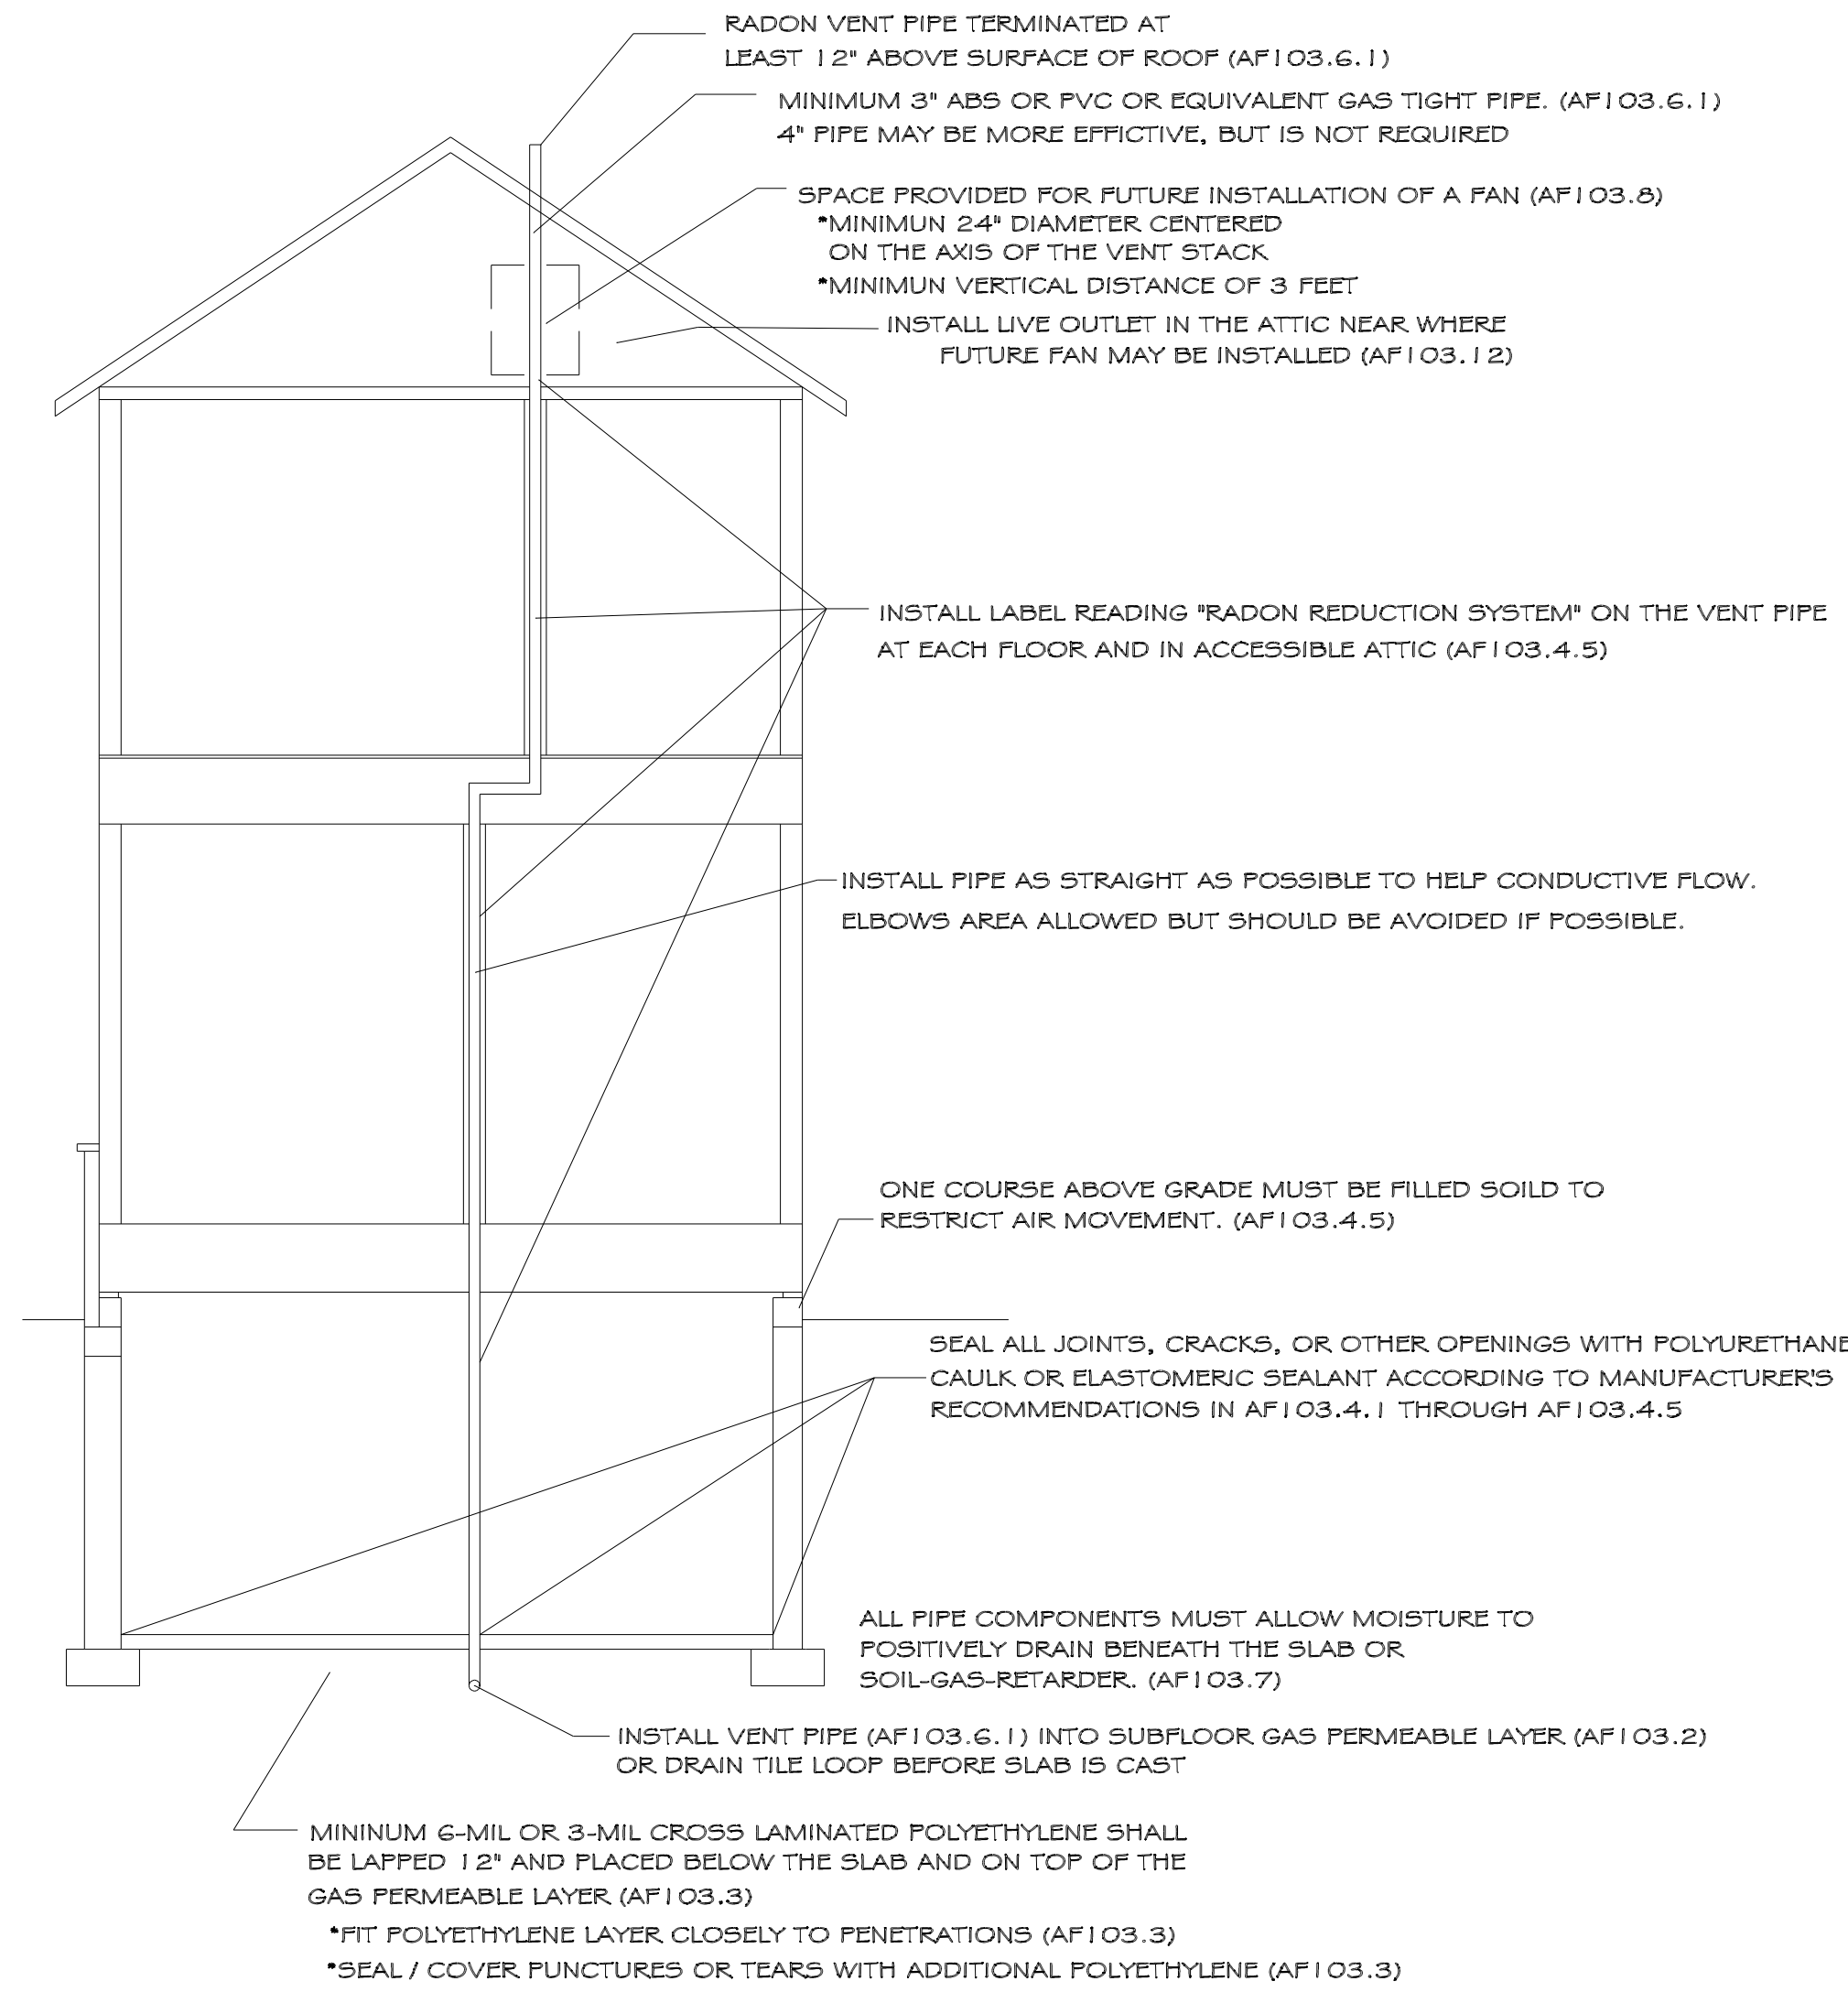 RADON VENT PIPE TERMINATED AT
LEAST 12" ABOVE SURFACE OF ROOF (AF103.6.1)
MINIMUM 3" ABS OR PVC OR EQUIVALENT GAS TIGHT PIPE. (AF103.6.1)
4" PIPE MAY BE MORE EFFICTIVE, BUT IS NOT REQUIRED
SPACE PROVIDED FOR FUTURE INSTALLATION OF A FAN (AF103.8)
*MINIMUN 24" DIAMETER CENTERED
ON THE AXIS OF THE VENT STACK
*MINIMUN VERTICAL DISTANCE OF 3 FEET
INSTALL LIVE OUTLET IN THE ATTIC NEAR WHERE
FUTURE FAN MAY BE INSTALLED (AF103.12)
INSTALL LABEL READING "RADON REDUCTION SYSTEM" ON THE VENT PIPE
AT EACH FLOOR AND IN ACCESSIBLE ATTIC (AF103.4.5)
INSTALL PIPE AS STRAIGHT AS POSSIBLE TO HELP CONDUCTIVE FLOW.
ELBOWS AREA ALLOWED BUT SHOULD BE AVOIDED IF POSSIBLE.
ONE COURSE ABOVE GRADE MUST BE FILLED SOILD TO
RESTRICT AIR MOVEMENT. (AF103.4.5)
SEAL ALL JOINTS, CRACKS, OR OTHER OPENINGS WITH POLYURETHANE
CAULK OR ELASTOMERIC SEALANT ACCORDING TO MANUFACTURER'S
RECOMMENDATIONS IN AF103.4.1 THROUGH AF103.4.5
ALL PIPE COMPONENTS MUST ALLOW MOISTURE TO
POSITIVELY DRAIN BENEATH THE SLAB OR
SOIL-GAS-RETARDER. (AF103.7)
INSTALL VENT PIPE (AF103.6.1) INTO SUBFLOOR GAS PERMEABLE LAYER (AF103.2)
OR DRAIN TILE LOOP BEFORE SLAB IS CAST
MININUM 6-MIL OR 3-MIL CROSS LAMINATED POLYETHYLENE SHALL
BE LAPPED 12" AND PLACED BELOW THE SLAB AND ON TOP OF THE
GAS PERMEABLE LAYER (AF103.3)
*FIT POLYETHYLENE LAYER CLOSELY TO PENETRATIONS (AF103.3)
*SEAL / COVER PUNCTURES OR TEARS WITH ADDITIONAL POLYETHYLENE (AF103.3)